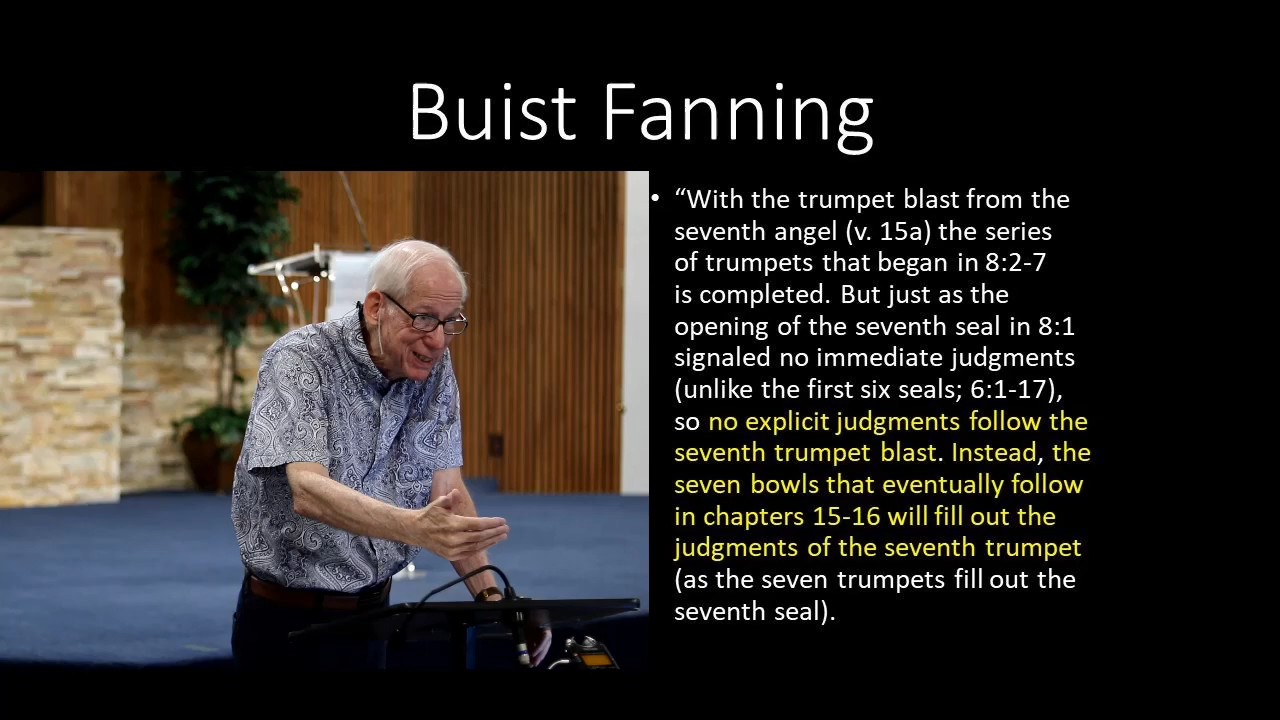 Buist Fanning
• “With the trumpet blast from the
seventh angel (v. 15a) the series
of trumpets that began in 8:2-7
is completed. But just as the
opening of the seventh seal in 8:1
signaled no immediate judgments
(unlike the first six seals; 6:1-17),
so no explicit judgments follow the
seventh trumpet blast. Instead, the
seven bowls that eventually follow
in chapters 15-16 will fill out the
judgments of the seventh trumpet
(as the seven trumpets fill out the
seventh seal).